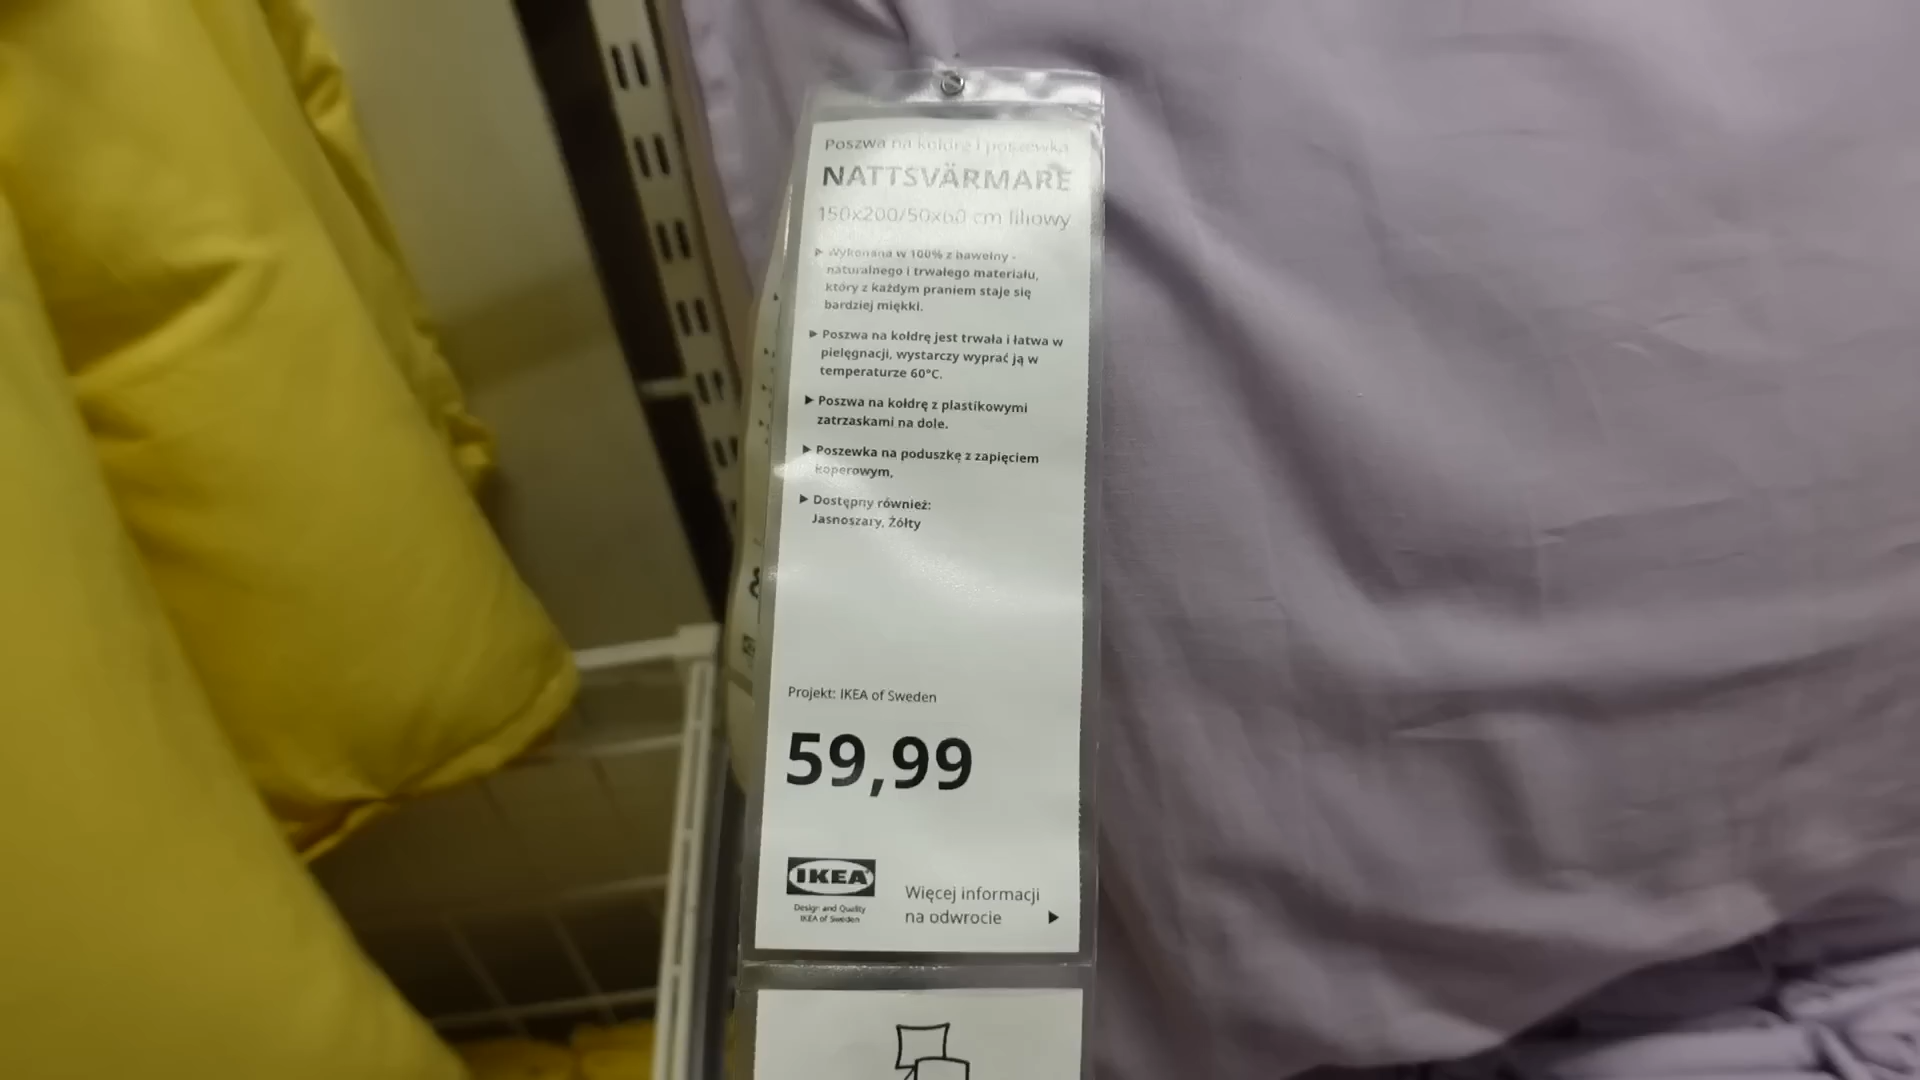 Poszwa na kołdrę i poszewka
NATTSVÄRMARE
150x200/50x60 cm liliowy
▶ Wykonana w 100% z bawełny -
naturalnego i trwałego materiału,
który z każdym praniem staje się
bardziej miękki.
▶ Poszwa na kołdrę jest trwała i łatwa w
pielęgnacji, wystarczy wyprać ją w
temperaturze 60°C.
▶ Poszwa na kołdrę z plastikowymi
zatrzaskami na dole.
▶ Poszewka na poduszkę z zapięciem
koperowym,
▶ Dostępny również:
Jasnoszary, Żółty
Projekt: IKEA of Sweden
59,99
IKEA
Design and Quality
IKEA of Sweden
Więcej informacji
na odwrocie ▶